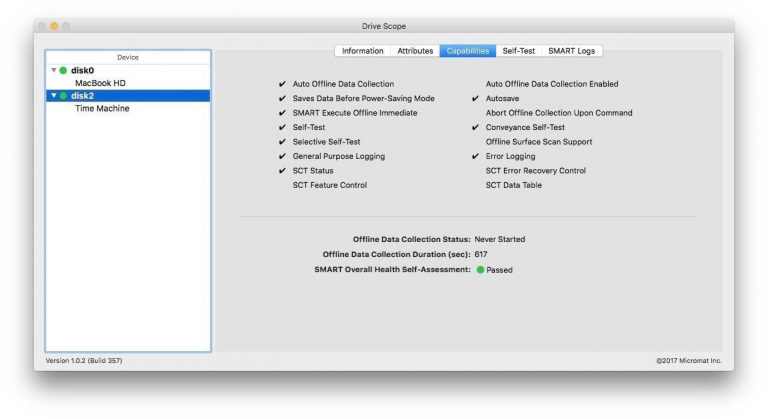 Drive Scope
Device
disk0
MacBook HD
disk2
Time Machine
Information Attributes Capabilities Self-Test SMART Logs
✔ Auto Offline Data Collection
✔ Saves Data Before Power-Saving Mode
✔ SMART Execute Offline Immediate
✔ Self-Test
✔ Selective Self-Test
✔ General Purpose Logging
✔ SCT Status
SCT Feature Control
Auto Offline Data Collection Enabled
✔ Autosave
Abort Offline Collection Upon Command
✔ Conveyance Self-Test
Offline Surface Scan Support
✔ Error Logging
SCT Error Recovery Control
SCT Data Table
Offline Data Collection Status: Never Started
Offline Data Collection Duration (sec): 617
SMART Overall Health Self-Assessment: Passed
Version 1.0.2 (Build 357)
©2017 Micromat Inc.